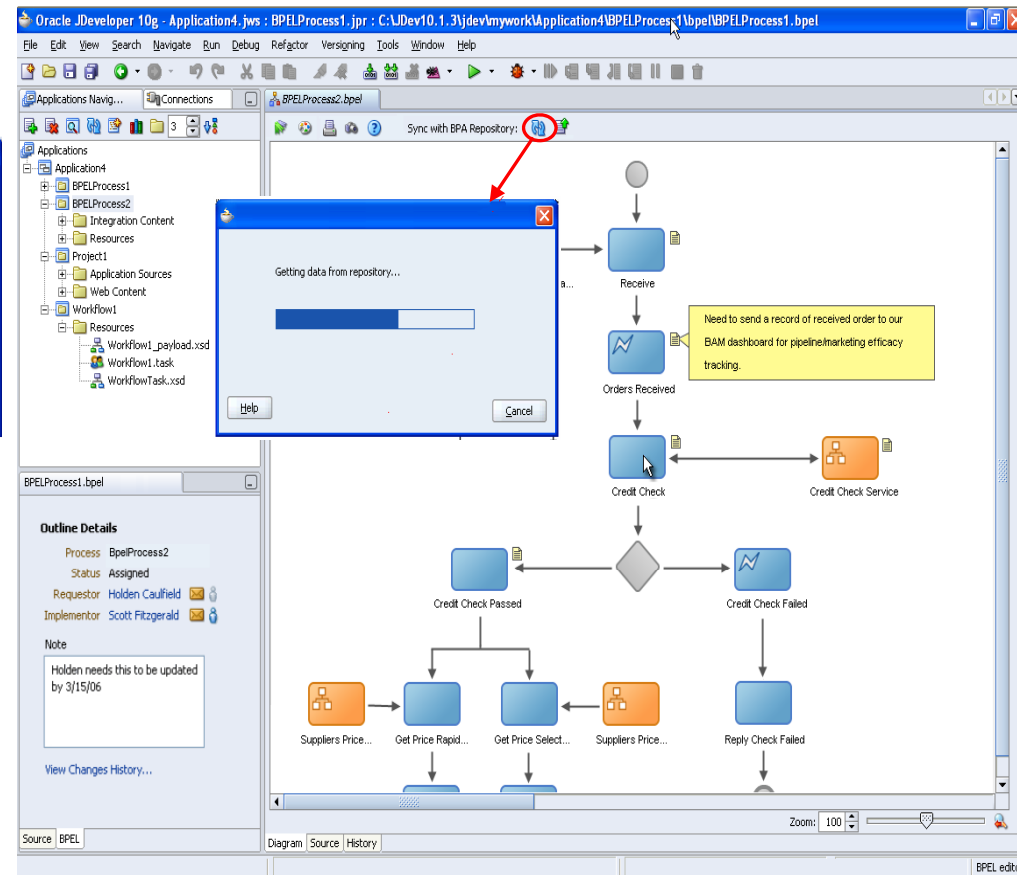 Oracle JDeveloper 10g - Application4.jws : BPELProcess1.jpr : C:\JDev10.1.3\jdev\mywork\Application4\BPELProcess1\bpel\BPELProcess1.bpel
File Edit View Search Navigate Run Debug Refactor Versigning Tools Window Help
Applications Navig... Connections
BPELProcess2.bpel
3
Sync with BPA Repository:
Applications
Application4
BPELProcess1
BPELProcess2
Integration Content
Resources
Project1
Application Sources
Web Content
Workflow1
Resources
Workflow1_payload.xsd
Workflow1.task
WorkflowTask.xsd
Getting data from repository...
Help Cancel
a...
Receive
Need to send a record of received order to our
BAM dashboard for pipeline/marketing efficacy
tracking.
Orders Received
Credit Check
Credit Check Service
Credit Check Passed
Credit Check Failed
Suppliers Price...
Get Price Rapid...
Get Price Select...
Suppliers Price...
Reply Check Failed
BPELProcess1.bpel
Outline Details
Process BpelProcess2
Status Assigned
Requestor Holden Caulfield
Implementor Scott Fitzgerald
Note
Holden needs this to be updated
by 3/15/06
View Changes History...
Source BPEL
Zoom: 100
Diagram Source History
BPEL edit